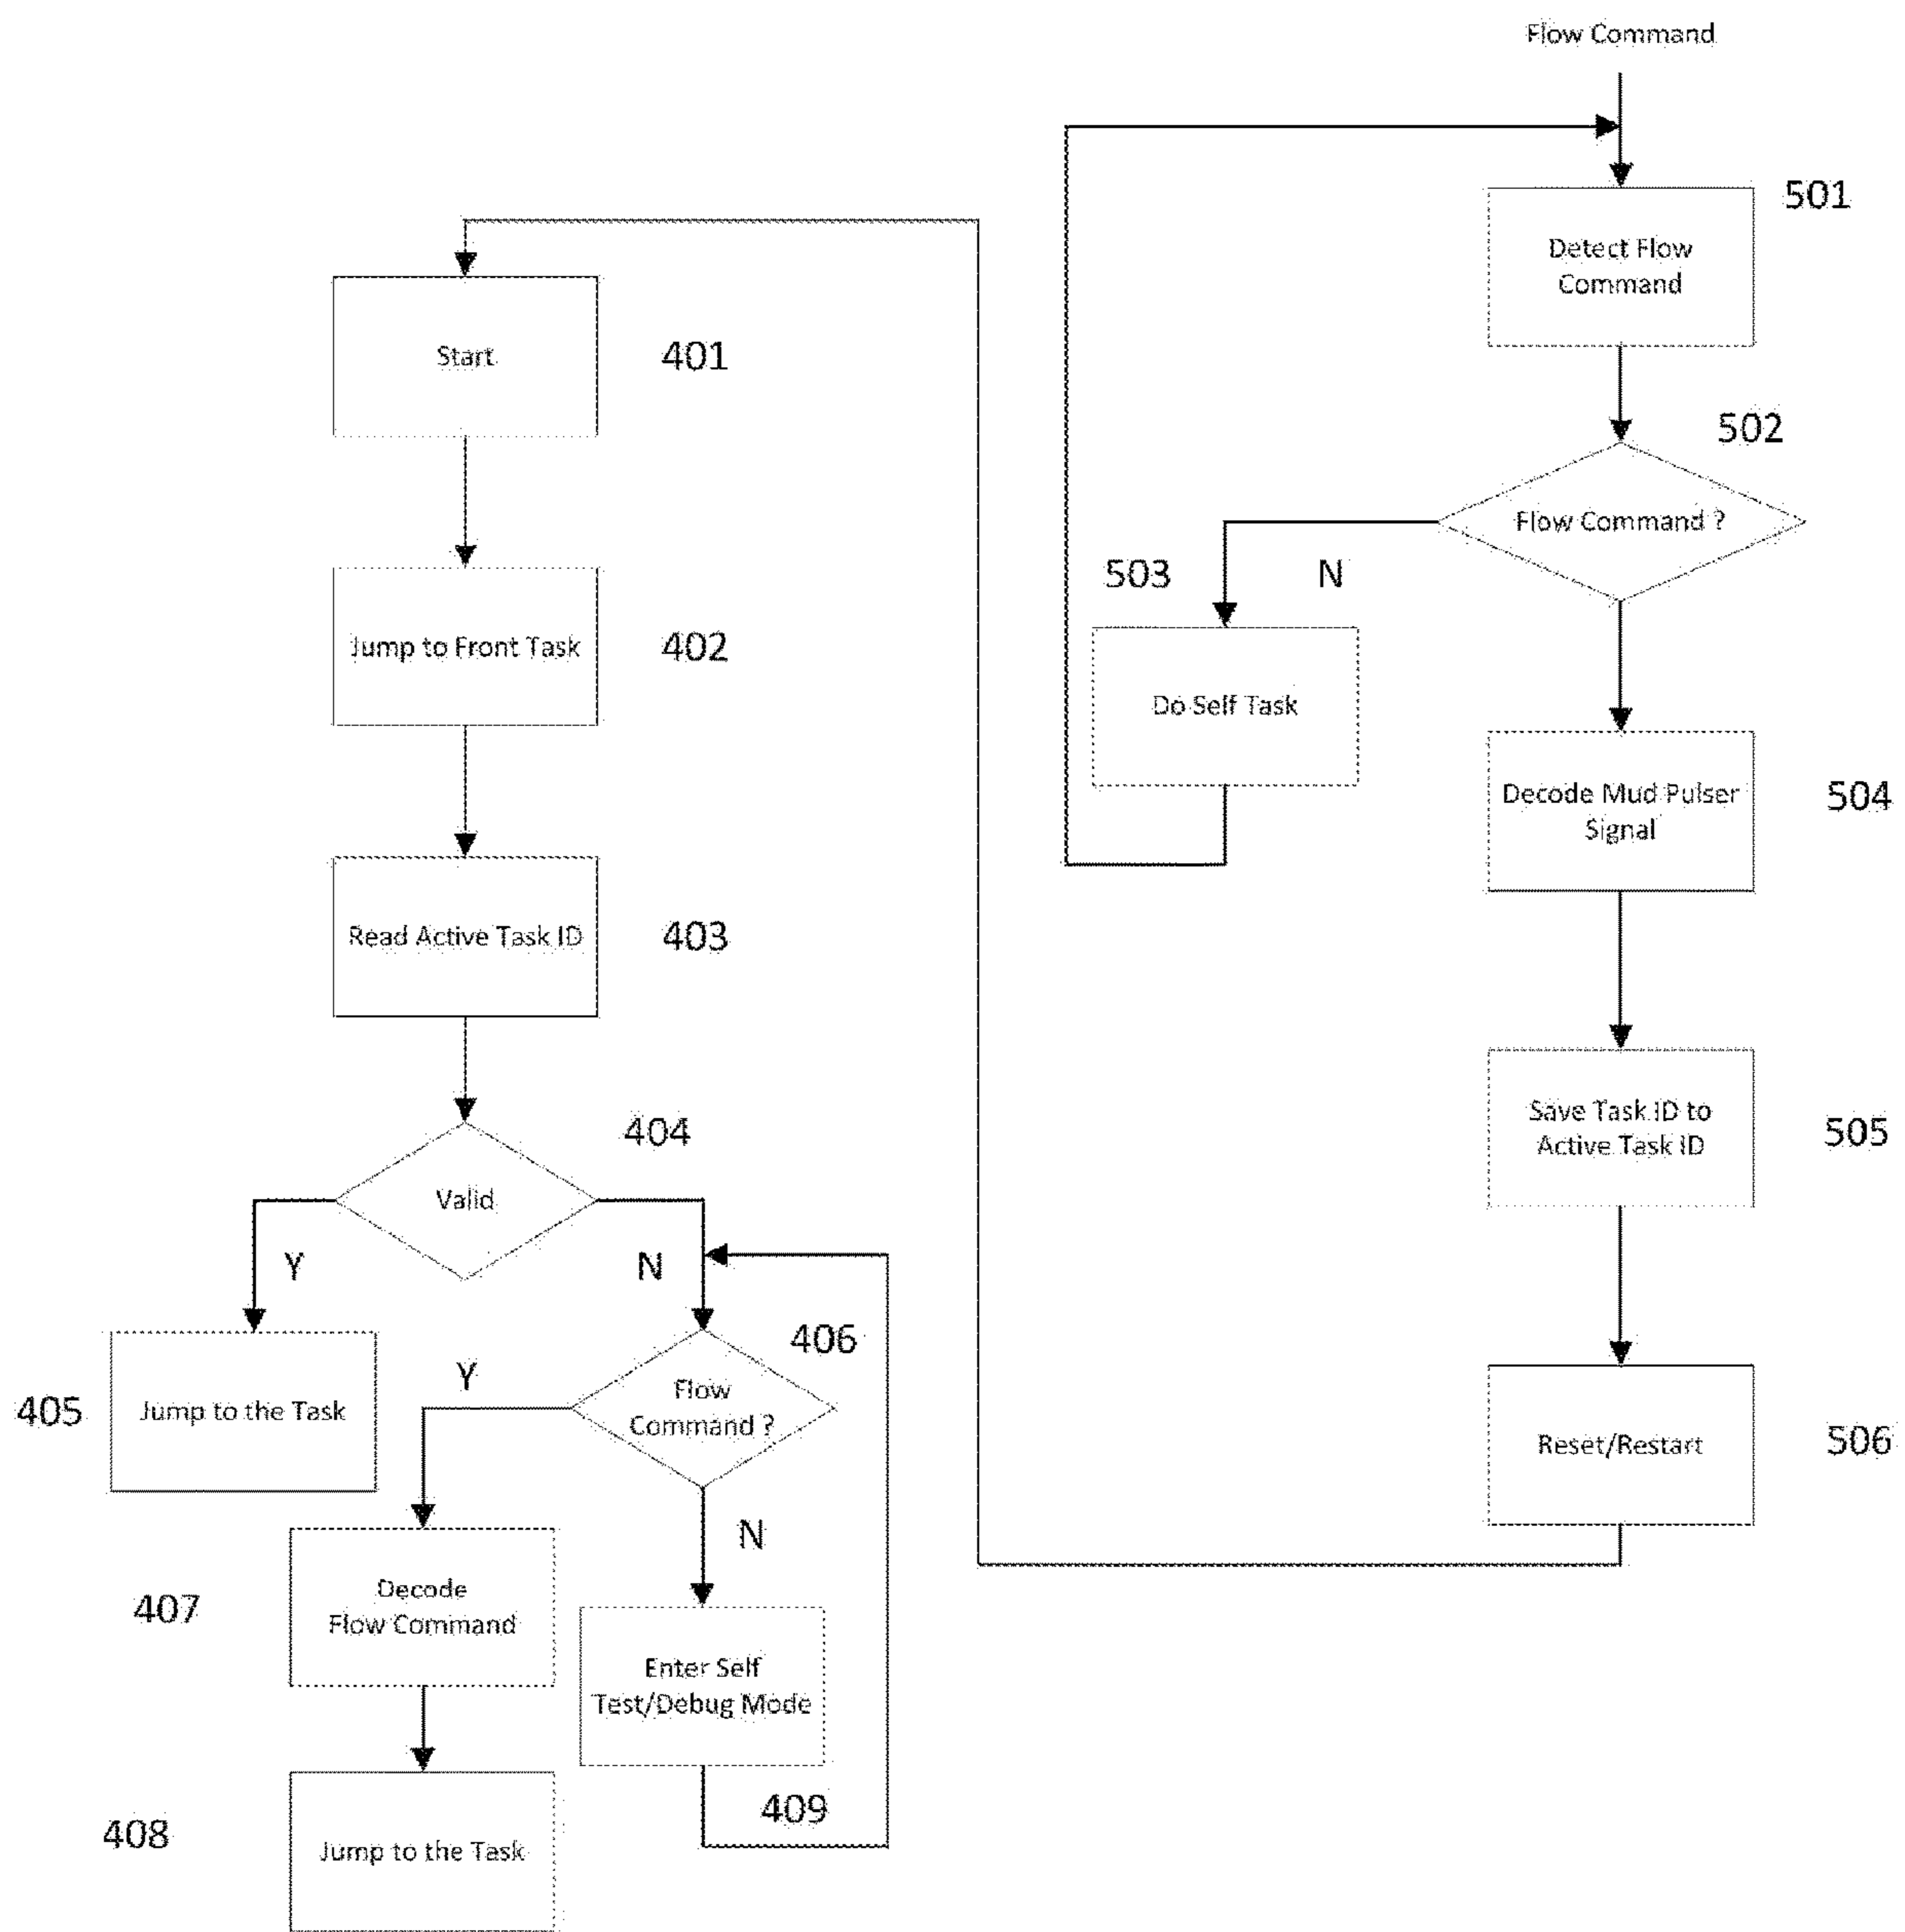 Flow Command
501
Detect Flow
Command
502
Flow Command ?
503
N
Do Self Task
Decode Mud Pulser
Signal
504
Save Task ID to
Active Task ID
505
Reset/Restart
506
Start
401
Jump to Front Task
402
Read Active Task ID
403
404
Valid
Y
N
405
Jump to the Task
406
Y
Flow
Command ?
N
407
Decode
Flow Command
Enter Self
Test/Debug Mode
409
408
Jump to the Task